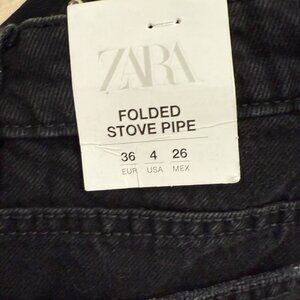 ZARA
FOLDED
STOVE PIPE
36 4 26
EUR USA MEX